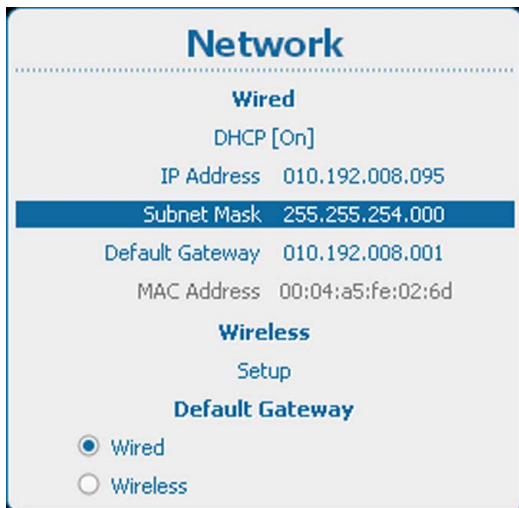 Network
Wired
DHCP [On]
IP Address 010.192.008.095
Subnet Mask 255.255.254.000
Default Gateway 010.192.008.001
MAC Address 00:04:a5:fe:02:6d
Wireless
Setup
Default Gateway
Wired
Wireless